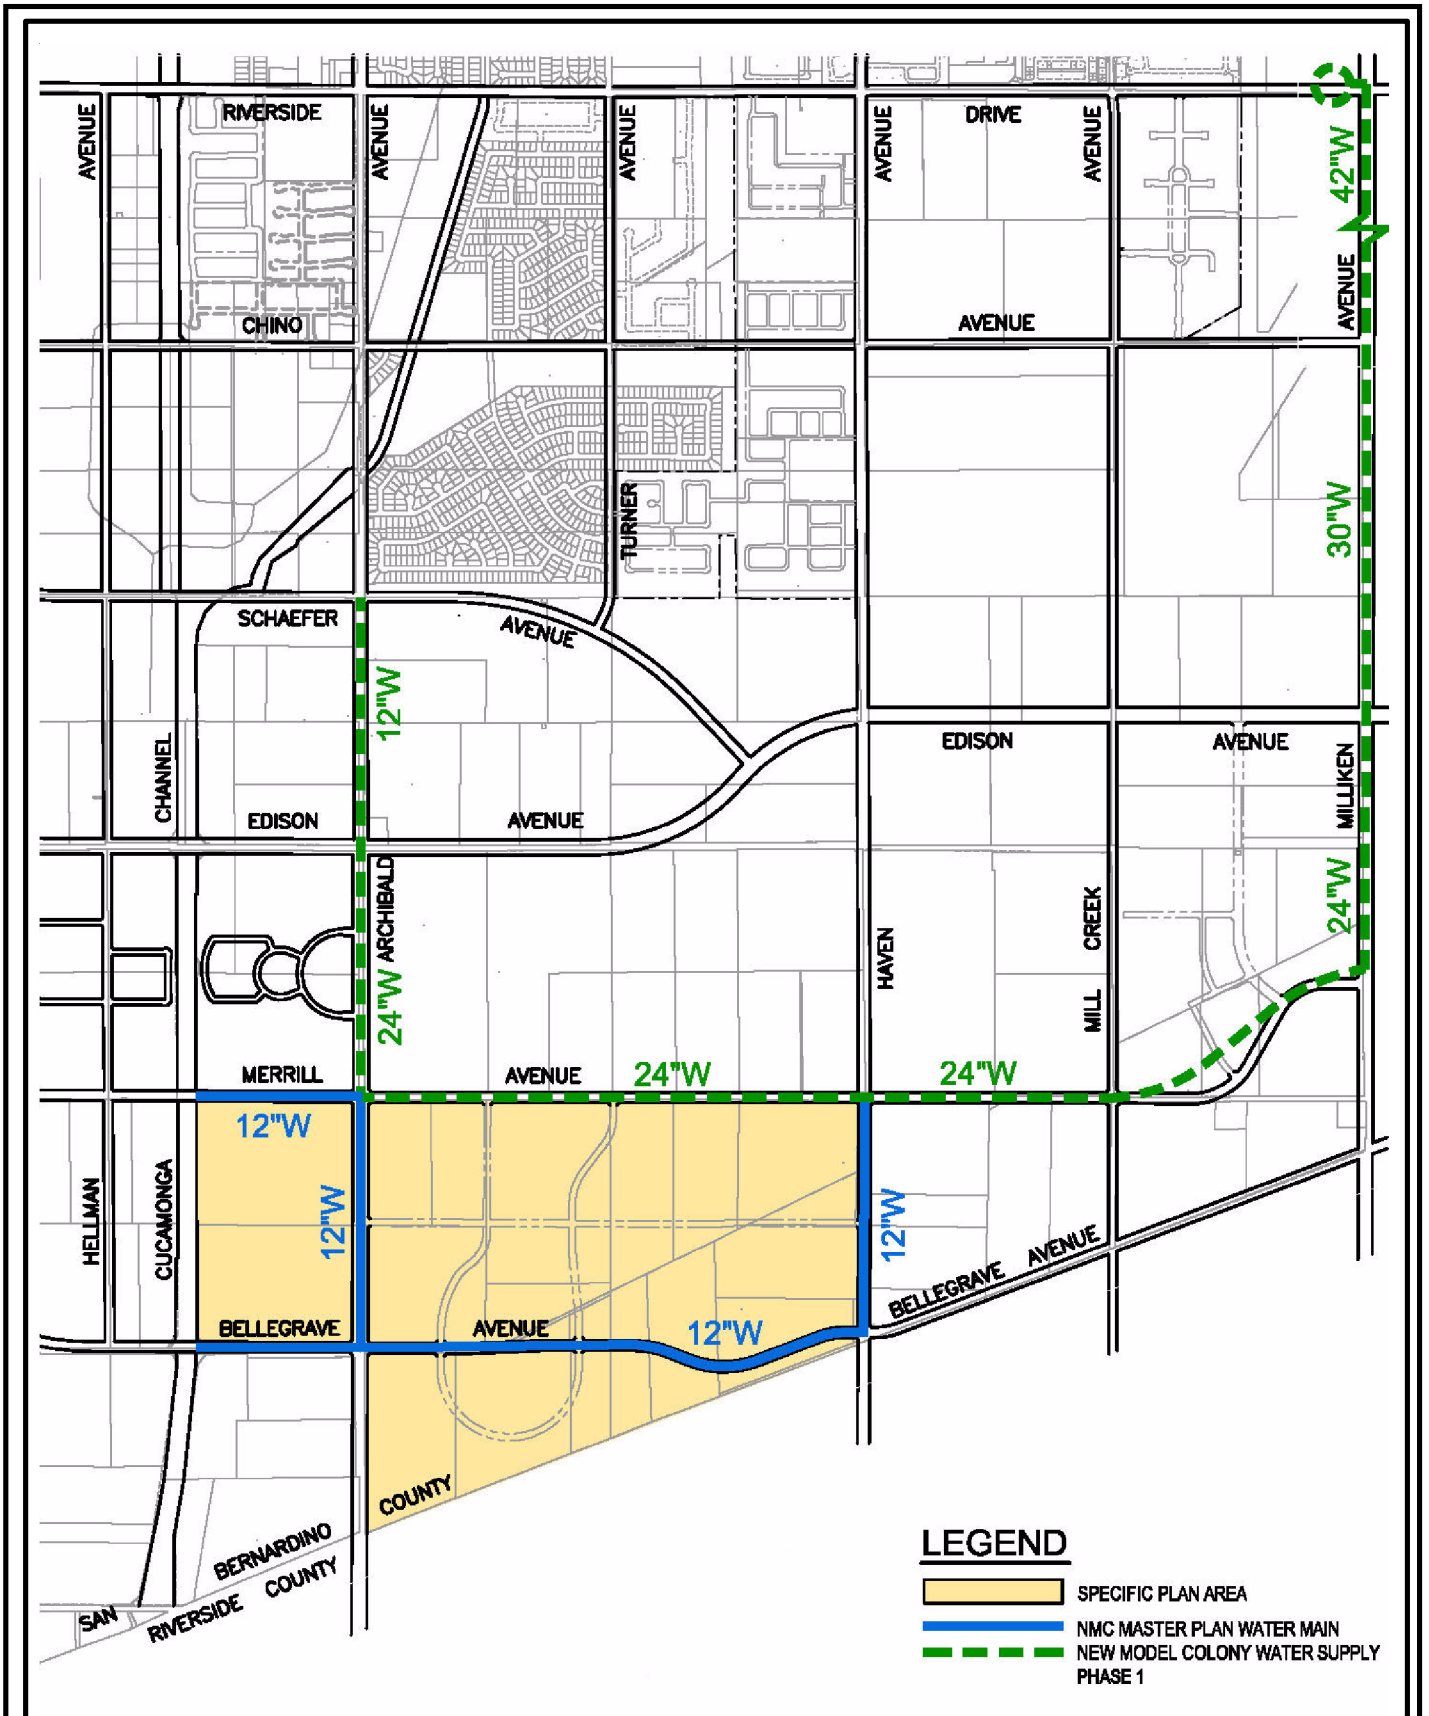 RIVERSIDE
DRIVE
AVENUE
AVENUE
AVENUE
AVENUE
AVENUE
42"W
AVENUE
CHINO
AVENUE
30"W
TURNER
SCHAEFER
AVENUE
12"W
EDISON
AVENUE
CHANNEL
MILLIKEN
EDISON
AVENUE
ARCHIBALD
24"W
CREEK
HAVEN
24"W
MILL
MERRILL
AVENUE
24"W
24"W
12"W
HELLMAN
CUCAMONGA
12"W
12"W
BELLEGRAVE AVENUE
BELLEGRAVE
AVENUE
12"W
COUNTY
SAN
BERNARDINO
RIVERSIDE COUNTY
LEGEND
SPECIFIC PLAN AREA
NMC MASTER PLAN WATER MAIN
NEW MODEL COLONY WATER SUPPLY
PHASE 1